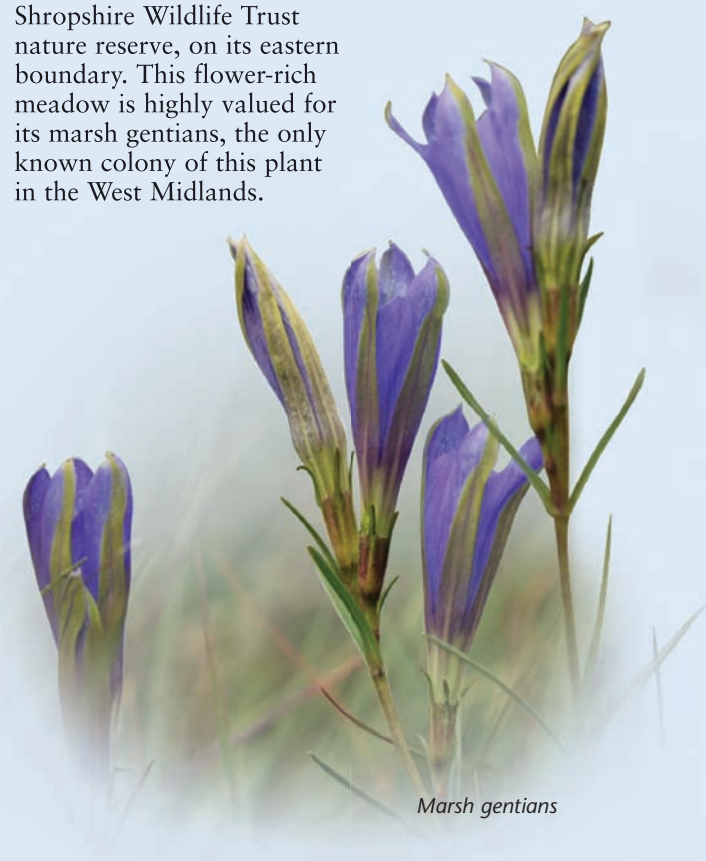 Shropshire Wildlife Trust
nature reserve, on its eastern
boundary. This flower-rich
meadow is highly valued for
its marsh gentians, the only
known colony of this plant
in the West Midlands.
Marsh gentians